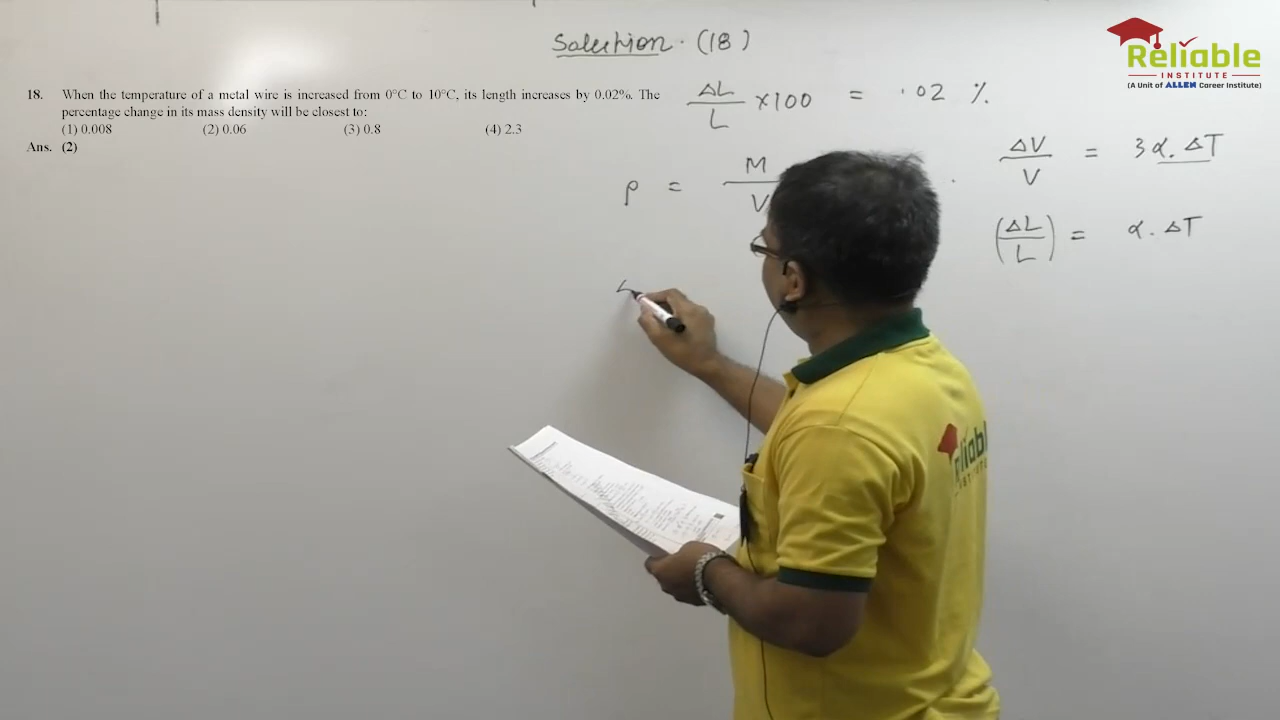 Solution. (18)
Reliable
INSTITUTE
(A Unit of ALLEN Career Institute)
18. When the temperature of a metal wire is increased from 0°C to 10°C, its length increases by 0.02%. The
percentage change in its mass density will be closest to:
(1) 0.008 (2) 0.06 (3) 0.8 (4) 2.3
Ans. (2)
ΔL/L ×100 = .02 %
ΔV/V = 3α.ΔT
ρ = M/V
(ΔL/L) = α.ΔT
Reliable